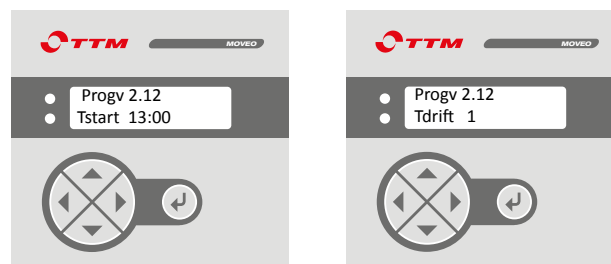 TTM MOVEO
Progv 2.12
Tstart 13:00
TTM MOVEO
Progv 2.12
Tdrift 1